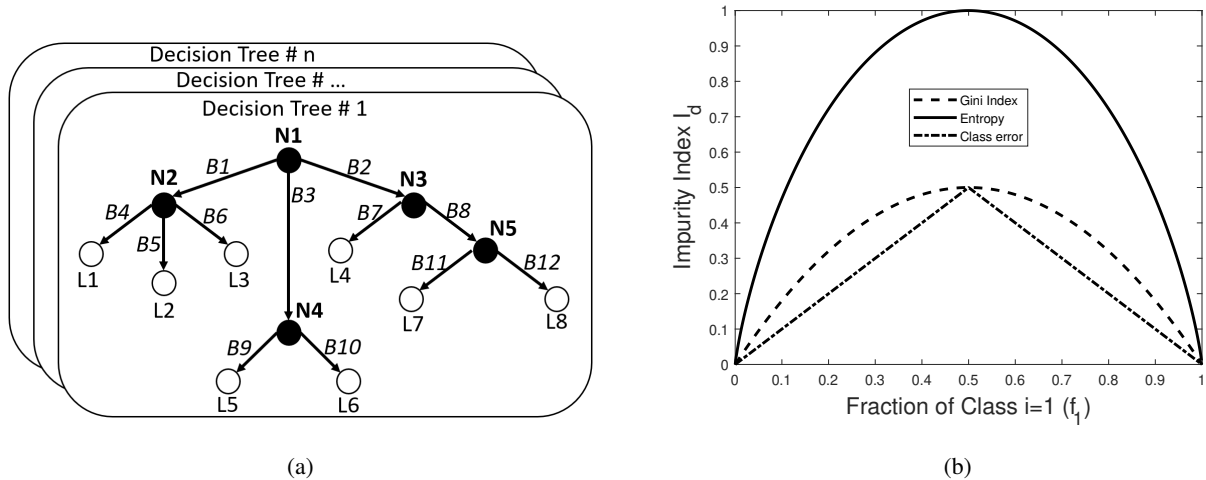 Decision Tree # n
Decision Tree # ...
Decision Tree # 1
N1
B1
B2
B3
N2
N3
B4
B5
B6
B7
B8
N5
L1
L2
L3
L4
B11
B12
L7
L8
N4
B9
B10
L5
L6
(a)
Impurity Index I_d
1
0.9
0.8
0.7
0.6
0.5
0.4
0.3
0.2
0.1
0
Gini Index
Entropy
Class error
0 0.1 0.2 0.3 0.4 0.5 0.6 0.7 0.8 0.9 1
Fraction of Class i=1 (f_1)
(b)